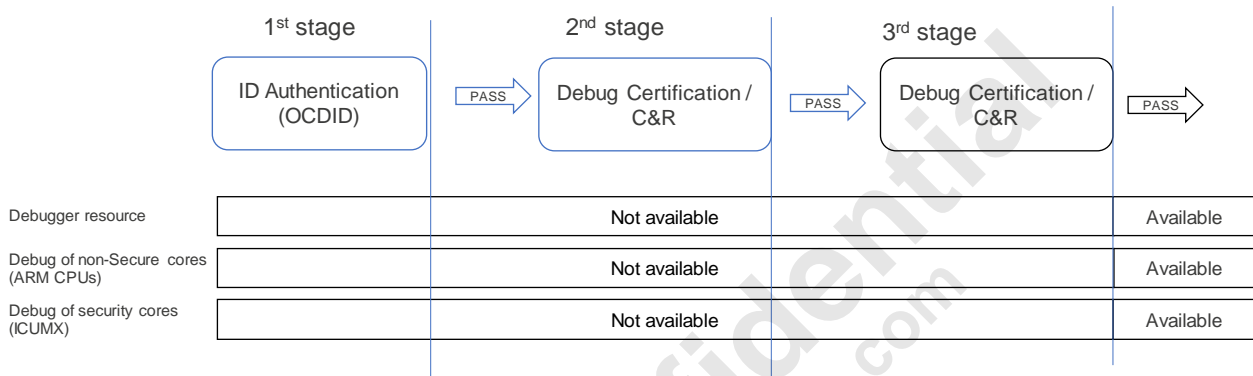 1st stage
2nd stage
3rd stage
ID Authentication
(OCDID)
PASS
Debug Certification /
C&R
PASS
Debug Certification /
C&R
PASS
Debugger resource
Not available
Available
Debug of non-Secure cores
(ARM CPUs)
Not available
Available
Debug of security cores
(ICUMX)
Not available
Available
fidential
com